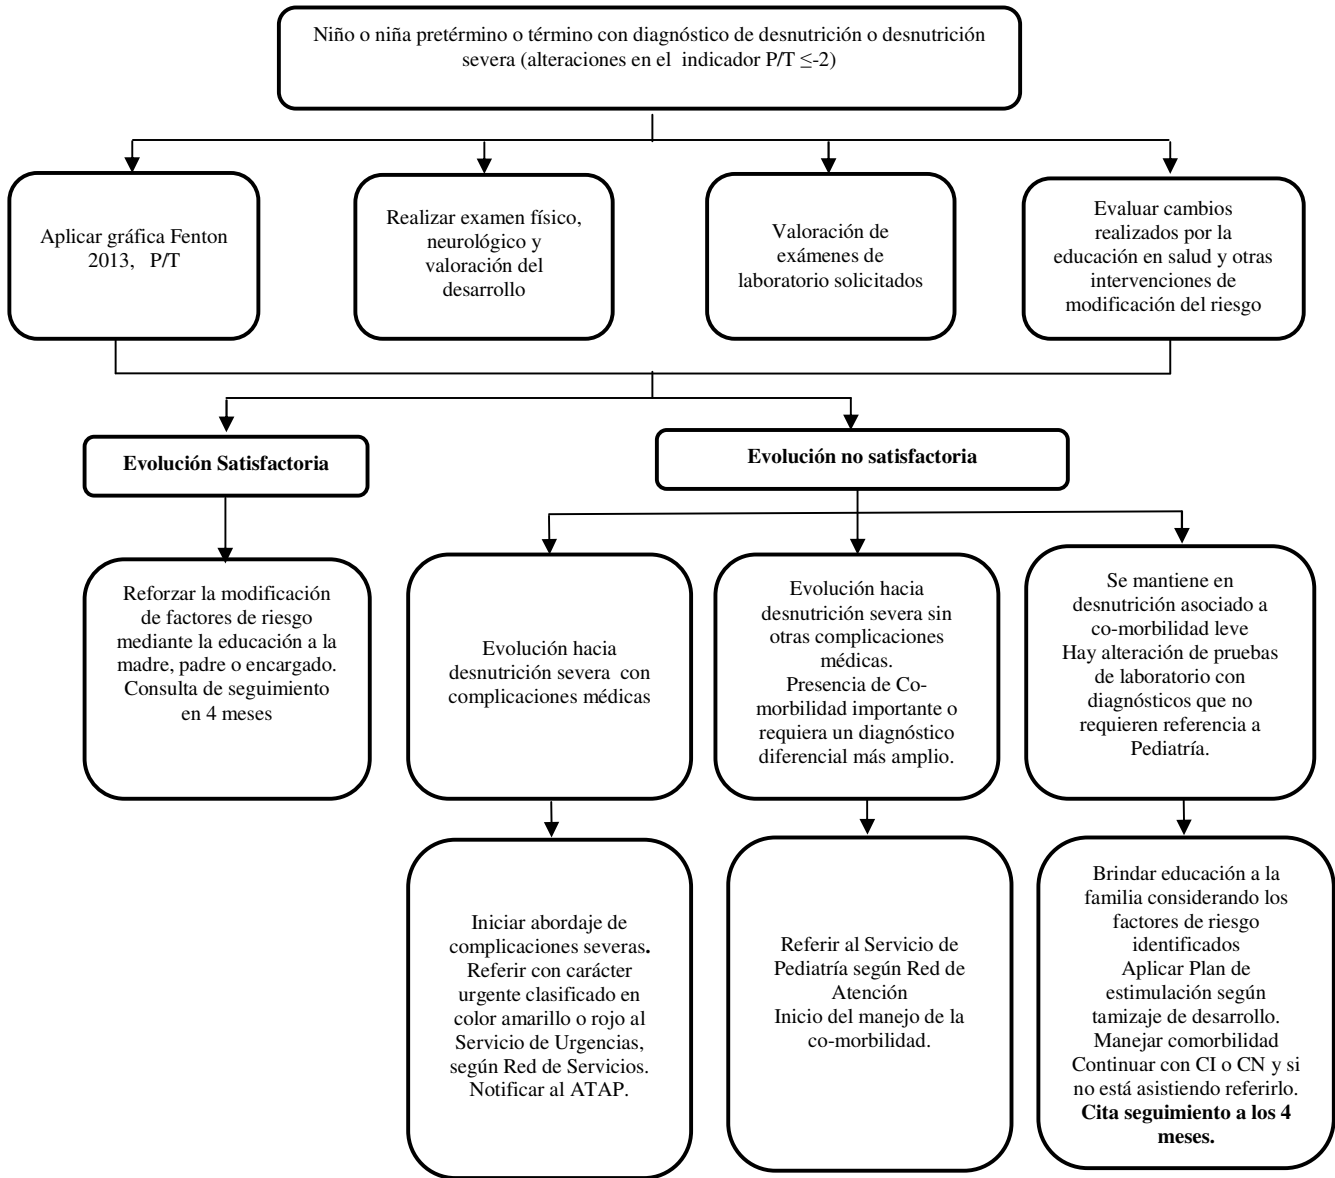 Niño o niña pretérmino o término con diagnóstico de desnutrición o desnutrición
severa (alteraciones en el indicador P/T ≤-2)
Aplicar gráfica Fenton
2013, P/T
Realizar examen físico,
neurológico y
valoración del
desarrollo
Valoración de
exámenes de
laboratorio solicitados
Evaluar cambios
realizados por la
educación en salud y otras
intervenciones de
modificación del riesgo
Evolución Satisfactoria
Evolución no satisfactoria
Reforzar la modificación
de factores de riesgo
mediante la educación a la
madre, padre o encargado.
Consulta de seguimiento
en 4 meses
Evolución hacia
desnutrición severa con
complicaciones médicas
Evolución hacia
desnutrición severa sin
otras complicaciones
médicas.
Presencia de Co-
morbilidad importante o
requiera un diagnóstico
diferencial más amplio.
Se mantiene en
desnutrición asociado a
co-morbilidad leve
Hay alteración de pruebas
de laboratorio con
diagnósticos que no
requieren referencia a
Pediatría.
Iniciar abordaje de
complicaciones severas.
Referir con carácter
urgente clasificado en
color amarillo o rojo al
Servicio de Urgencias,
según Red de Servicios.
Notificar al ATAP.
Referir al Servicio de
Pediatría según Red de
Atención
Inicio del manejo de la
co-morbilidad.
Brindar educación a la
familia considerando los
factores de riesgo
identificados
Aplicar Plan de
estimulación según
tamizaje de desarrollo.
Manejar comorbilidad
Continuar con CI o CN y si
no está asistiendo referirlo.
Cita seguimiento a los 4
meses.